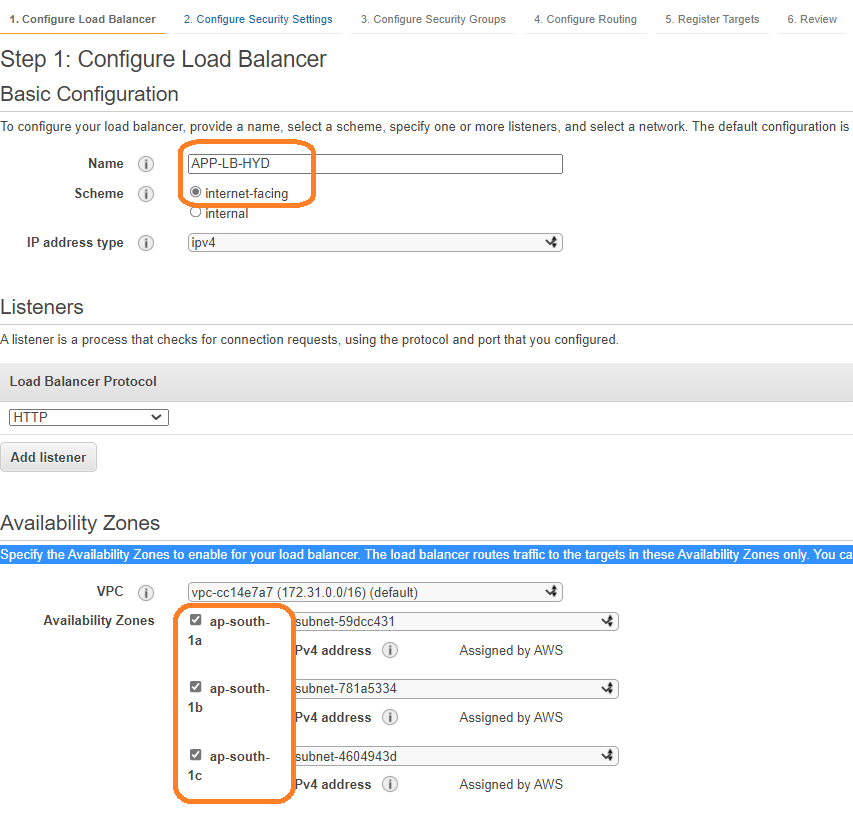 1. Configure Load Balancer 2. Configure Security Settings 3. Configure Security Groups 4. Configure Routing 5. Register Targets 6. Review
Step 1: Configure Load Balancer
Basic Configuration
To configure your load balancer, provide a name, select a scheme, specify one or more listeners, and select a network. The default configuration is
Name i APP-LB-HYD
Scheme i internet-facing
internal
IP address type i ipv4
Listeners
A listener is a process that checks for connection requests, using the protocol and port that you configured.
Load Balancer Protocol
HTTP
Add listener
Availability Zones
Specify the Availability Zones to enable for your load balancer. The load balancer routes traffic to the targets in these Availability Zones only. You ca
VPC i vpc-cc14e7a7 (172.31.0.0/16) (default)
Availability Zones ap-south- subnet-59dcc431
1a
Pv4 address i Assigned by AWS
ap-south- subnet-781a5334
1b
Pv4 address i Assigned by AWS
ap-south- subnet-4604943d
1c
Pv4 address i Assigned by AWS